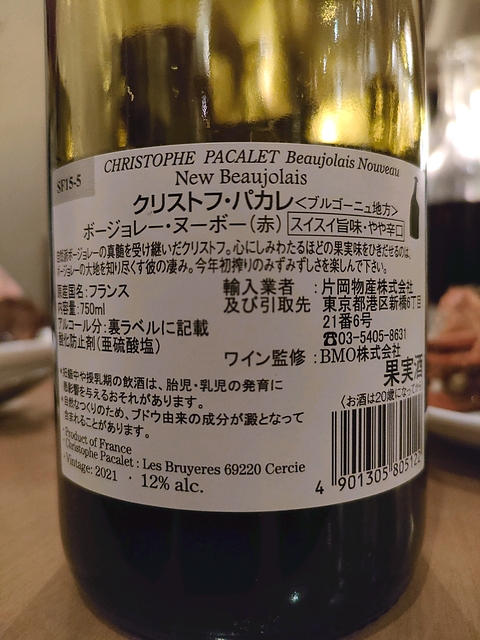 SF15-5
CHRISTOPHE PACALET Beaujolais Nouveau
New Beaujolais
クリストフ・パカレ<ブルゴーニュ地方>
ボージョレー・ヌーボー(赤) スイスイ旨味・やや辛口
自然派ボージョレーの真髄を受け継いだクリストフ。心にしみわたるほどの果実味をひきだせるのは、
ボージョレーの大地を知り尽くす彼の凄み。今年初搾りのみずみずしさを楽しんで下さい。
原産国名:フランス
内容量:750ml
アルコール分:裏ラベルに記載
酸化防止剤(亜硫酸塩)
輸入業者 :片岡物産株式会社
及び引取先 東京都港区新橋6丁目
21番6号
☎03-5405-8631
ワイン監修 :BMO株式会社
果実酒
*妊娠中や授乳期の飲酒は、胎児・乳児の発育に
悪影響を与えるおそれがあります。
*自然なつくりのため、ブドウ由来の成分が澱となって
含まれることがあります。
(お酒は20歳になって
・Product of France
・Christophe Pacalet : Les Bruyeres 69220 Cercie
・Vintage: 2021 ・ 12% alc.
4 901305 805122